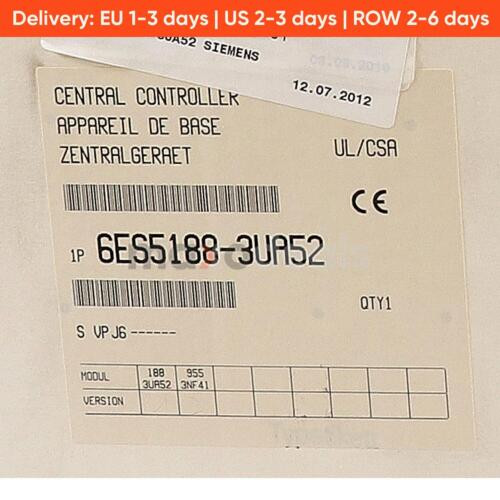 Delivery: EU 1-3 days | US 2-3 days | ROW 2-6 days
3UA52 SIEMENS
12.07.2012
CENTRAL CONTROLLER
APPAREIL DE BASE
ZENTRALGERAET
UL/CSA
CE
1P 6ES5188-3UA52
QTY1
S VPJ6------
MODUL 188 955
3UA52 3NF41
VERSION